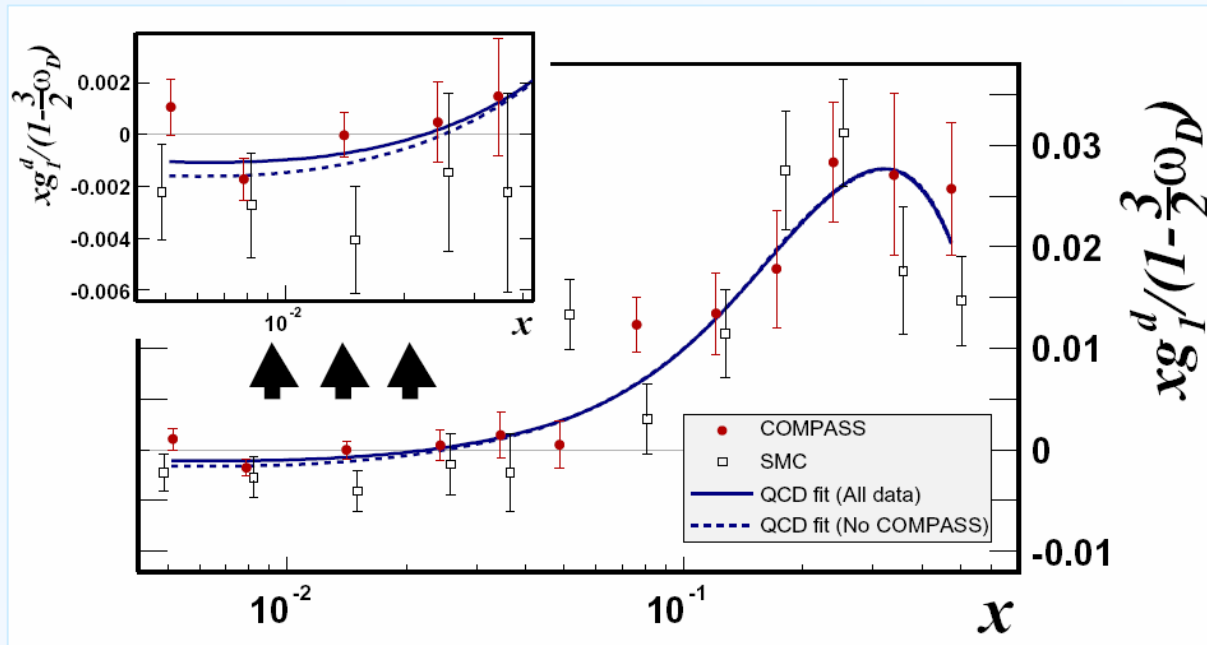 xg₁ᵈ/(1-3/2ω_D)
0.002
0
-0.002
-0.004
-0.006
10⁻²
x
xg₁ᵈ/(1-3/2ω_D)
0.03
0.02
0.01
0
-0.01
COMPASS
SMC
QCD fit (All data)
QCD fit (No COMPASS)
10⁻²
10⁻¹
x